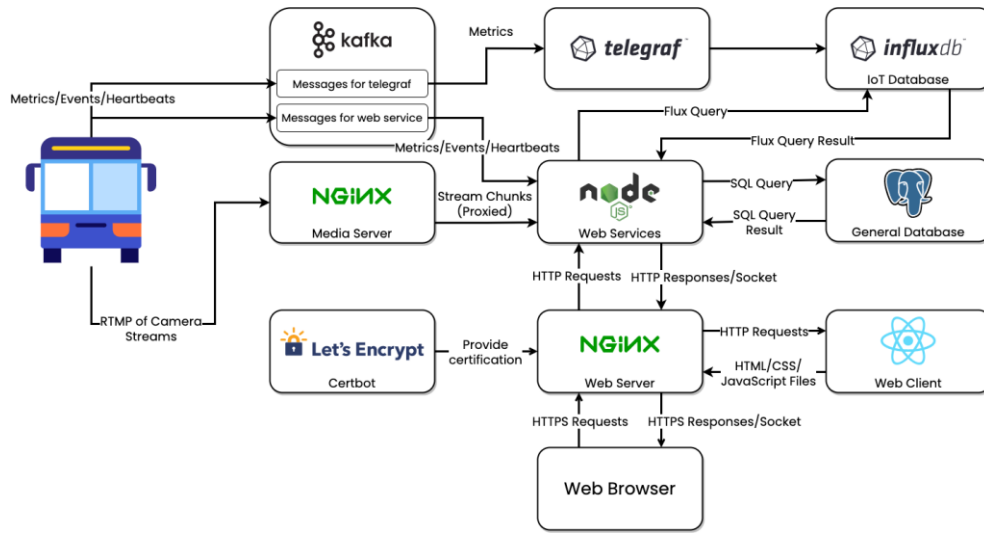 kafka
Messages for telegraf
Messages for web service
Metrics
telegraf
influxdb
IoT Database
Metrics/Events/Heartbeats
Flux Query
Flux Query Result
Metrics/Events/Heartbeats
NGINX
Media Server
Stream Chunks
(Proxied)
node
JS
Web Services
SQL Query
SQL Query
Result
General Database
HTTP Requests
HTTP Responses/Socket
RTMP of Camera
Streams
Let's Encrypt
Certbot
Provide
certification
NGINX
Web Server
HTTP Requests
HTML/CSS/
JavaScript Files
Web Client
HTTPS Requests
HTTPS Responses/Socket
Web Browser